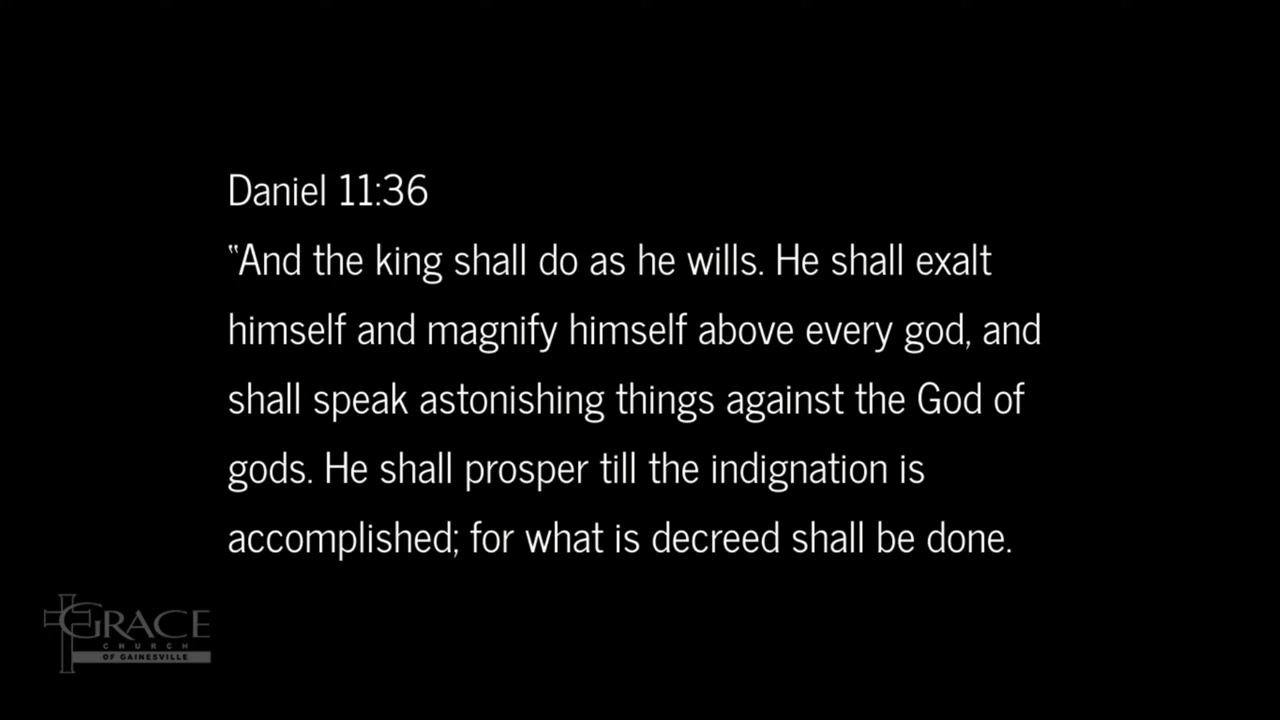 Daniel 11:36
“And the king shall do as he wills. He shall exalt
himself and magnify himself above every god, and
shall speak astonishing things against the God of
gods. He shall prosper till the indignation is
accomplished; for what is decreed shall be done.
GRACE
CHURCH
OF GAINESVILLE